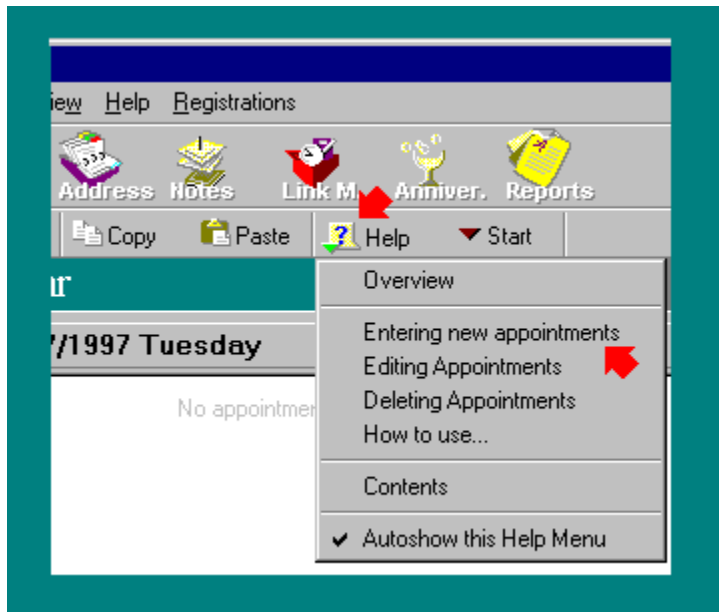 iew Help Registrations
Address Notes Link M. Anniver. Reports
Copy Paste Help Start
ar
Overview
7/1997 Tuesday
Entering new appointments
Editing Appointments
No appointmen
Deleting Appointments
How to use...
Contents
Autoshow this Help Menu